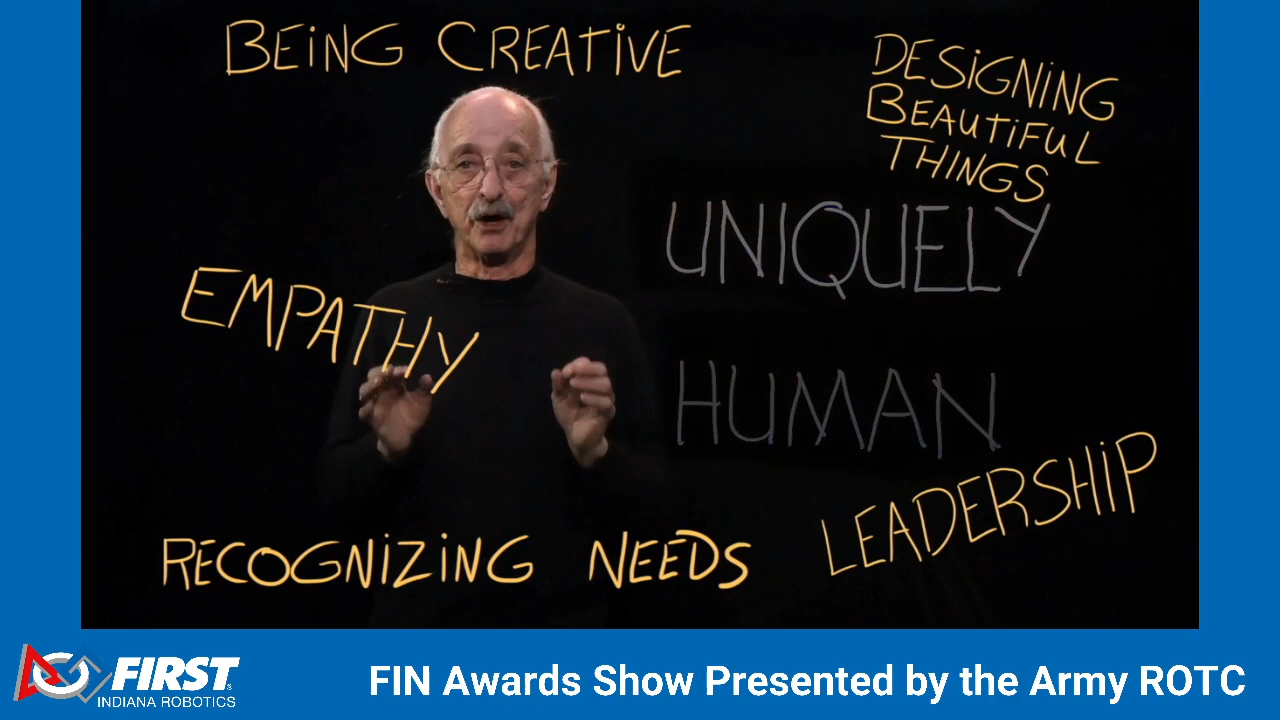 BEING CREATIVE
DESIGNING
BEAUTIFUL
THINGS
UNIQUELY
EMPATHY
HUMAN
LEADERSHIP
RECOGNIZING NEEDS
FIRST
INDIANA ROBOTICS
FIN Awards Show Presented by the Army ROTC